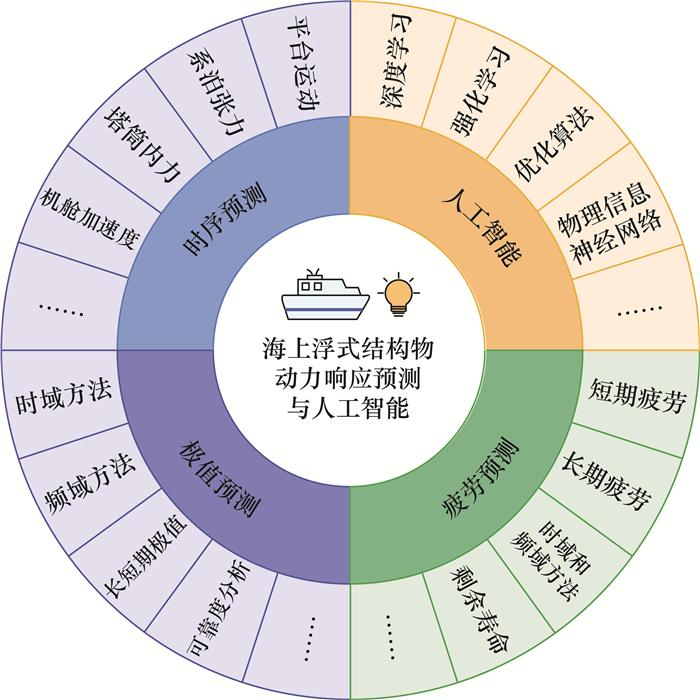 海上浮式结构物
动力响应预测
与人工智能
时序预测
平台运动
系泊张力
塔筒内力
机舱加速度
……
人工智能
深度学习
强化学习
优化算法
物理信息
神经网络
……
疲劳预测
短期疲劳
长期疲劳
时域和
频域方法
剩余寿命
……
极值预测
时域方法
频域方法
长短期极值
可靠度分析
……